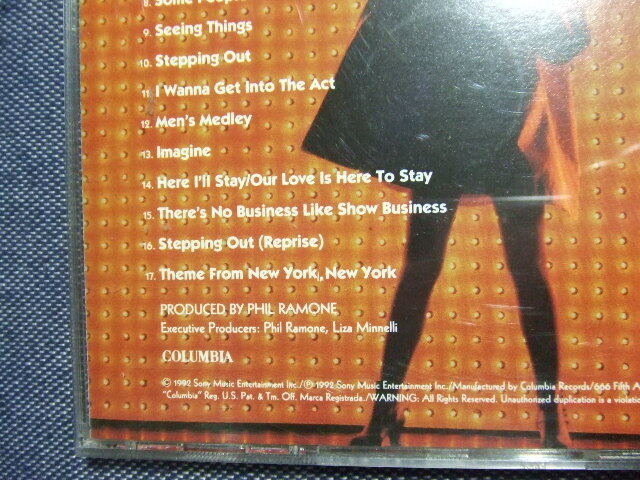 8. Some People
9. Seeing Things
10. Stepping Out
11. I Wanna Get Into The Act
12. Men's Medley
13. Imagine
14. Here I'll Stay/Our Love Is Here To Stay
15. There's No Business Like Show Business
16. Stepping Out (Reprise)
17. Theme From New York, New York
PRODUCED BY PHIL RAMONE
Executive Producers: Phil Ramone, Liza Minnelli
COLUMBIA
© 1992 Sony Music Entertainment Inc./℗ 1992 Sony Music Entertainment Inc./Manufactured by Columbia Records/666 Fifth A
"Columbia" Reg. U.S. Pat. & Tm. Off. Marca Registrada./WARNING: All Rights Reserved. Unauthorized duplication is a violatio